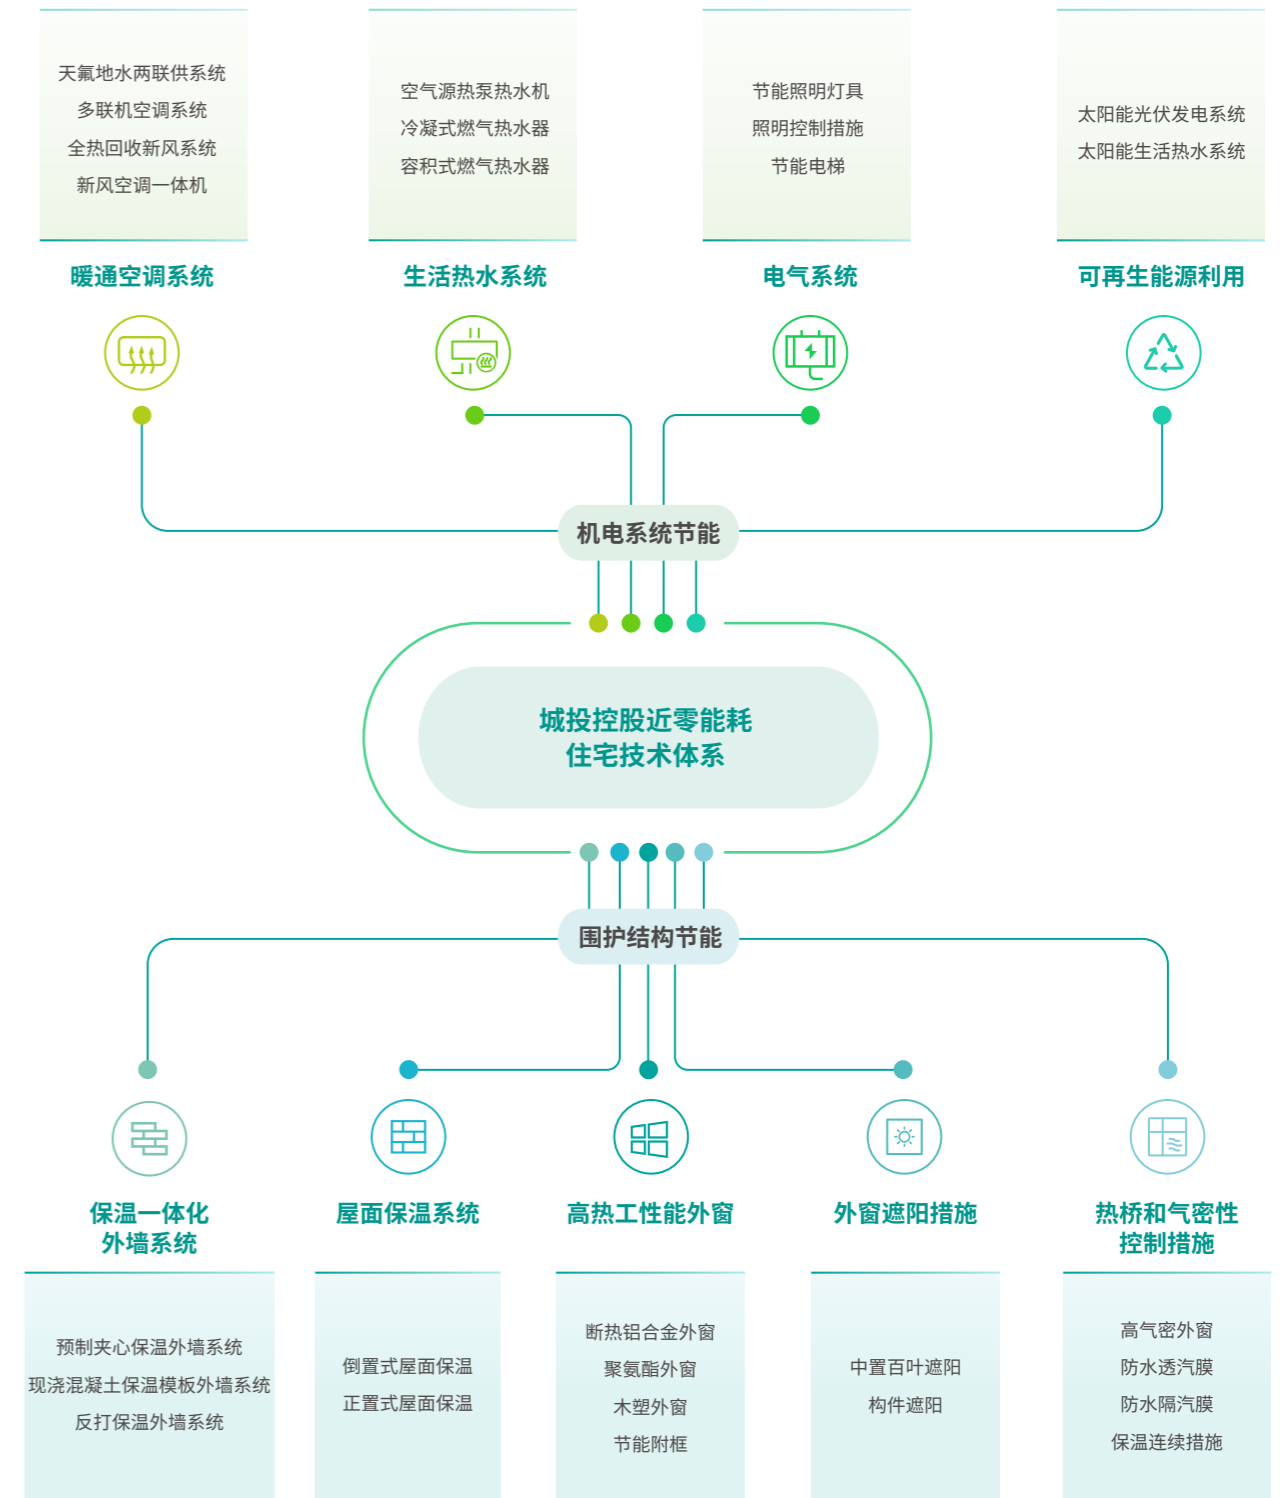 天氟地水两联供系统
多联机空调系统
全热回收新风系统
新风空调一体机
暖通空调系统
空气源热泵热水机
冷凝式燃气热水器
容积式燃气热水器
生活热水系统
节能照明灯具
照明控制措施
节能电梯
电气系统
太阳能光伏发电系统
太阳能生活热水系统
可再生能源利用
机电系统节能
城投控股近零能耗
住宅技术体系
围护结构节能
保温一体化
外墙系统
预制夹心保温外墙系统
现浇混凝土保温模板外墙系统
反打保温外墙系统
屋面保温系统
倒置式屋面保温
正置式屋面保温
高热工性能外窗
断热铝合金外窗
聚氨酯外窗
木塑外窗
节能附框
外窗遮阳措施
中置百叶遮阳
构件遮阳
热桥和气密性
控制措施
高气密外窗
防水透汽膜
防水隔汽膜
保温连续措施